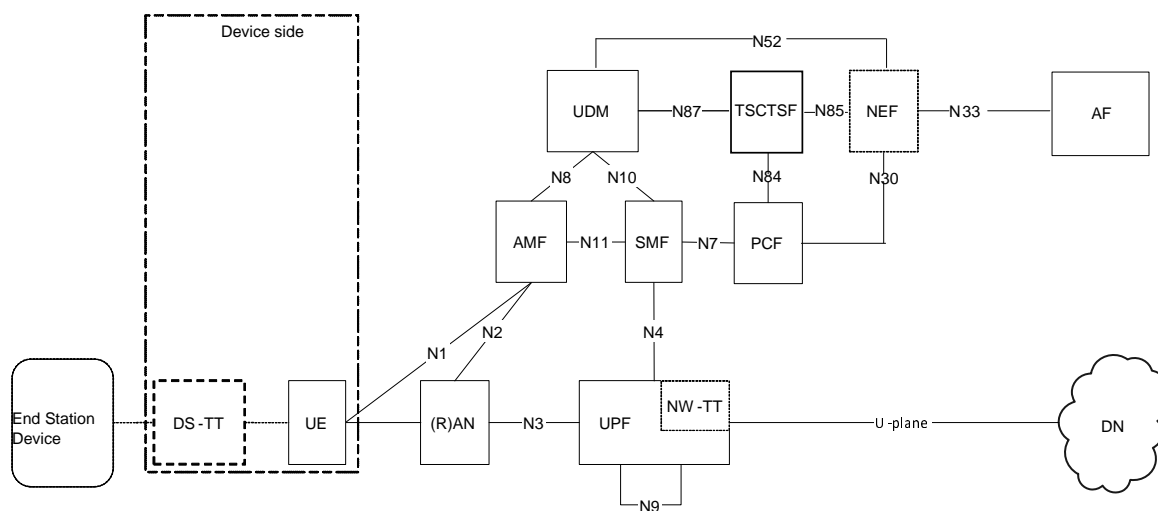 Device side
N52
UDM
N87
TSCTSF
N85
NEF
N33
AF
N8
N10
N84
N30
AMF
N11
SMF
N7
PCF
N1
N2
N4
End Station
Device
DS -TT
UE
(R)AN
N3
UPF
NW -TT
U -plane
DN
N9